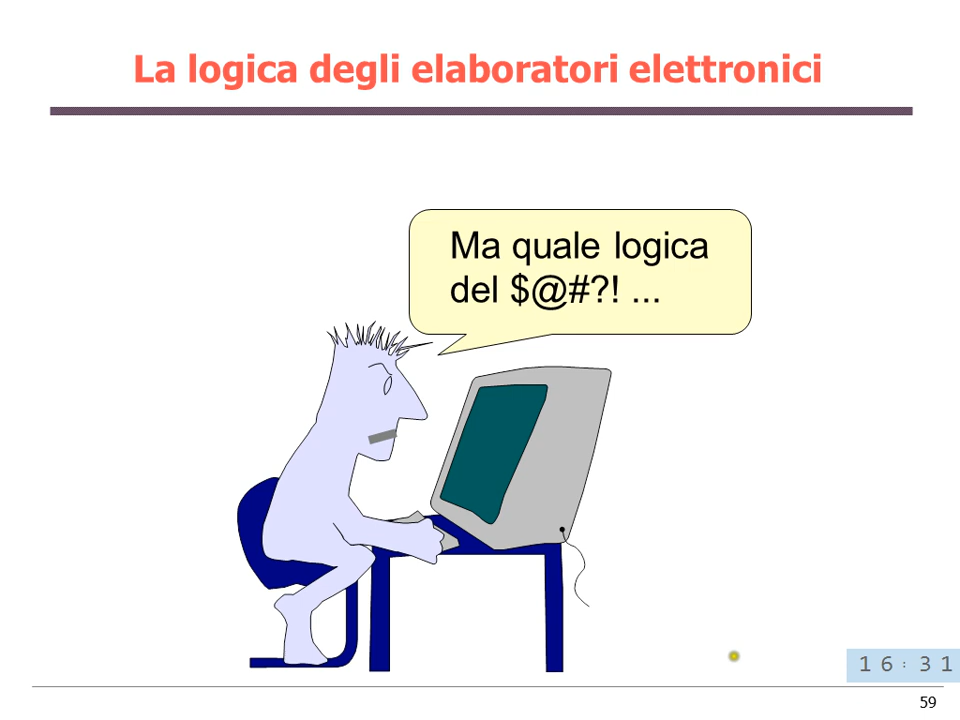 La logica degli elaboratori elettronici
Ma quale logica
del $@#?! ...
16:31
59